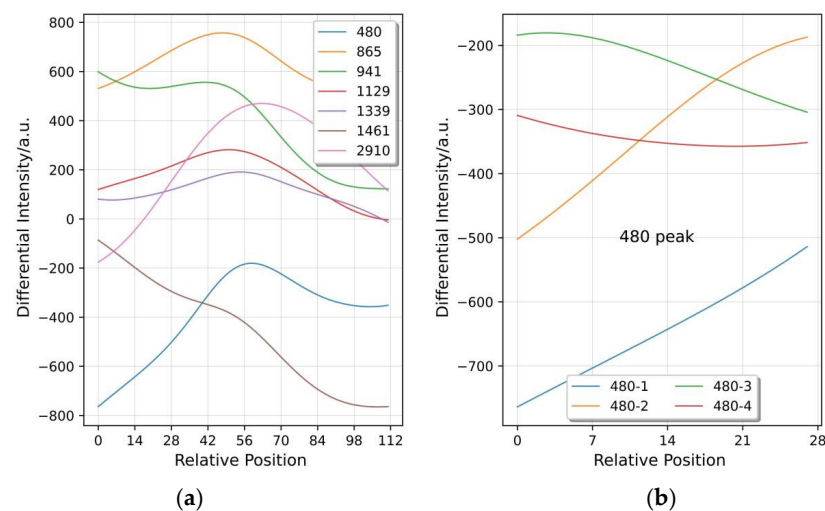 800
600
400
200
0
−200
−400
−600
−800
Differential Intensity/a.u.
480
865
941
1129
1339
1461
2910
0 14 28 42 56 70 84 98 112
Relative Position
(a)
−200
−300
−400
−500
−600
−700
Differential Intensity/a.u.
480 peak
480-1 480-3
480-2 480-4
0 7 14 21 28
Relative Position
(b)